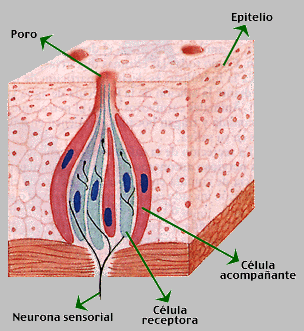 Epitelio
Poro
Célula
acompañante
Célula
receptora
Neurona sensorial